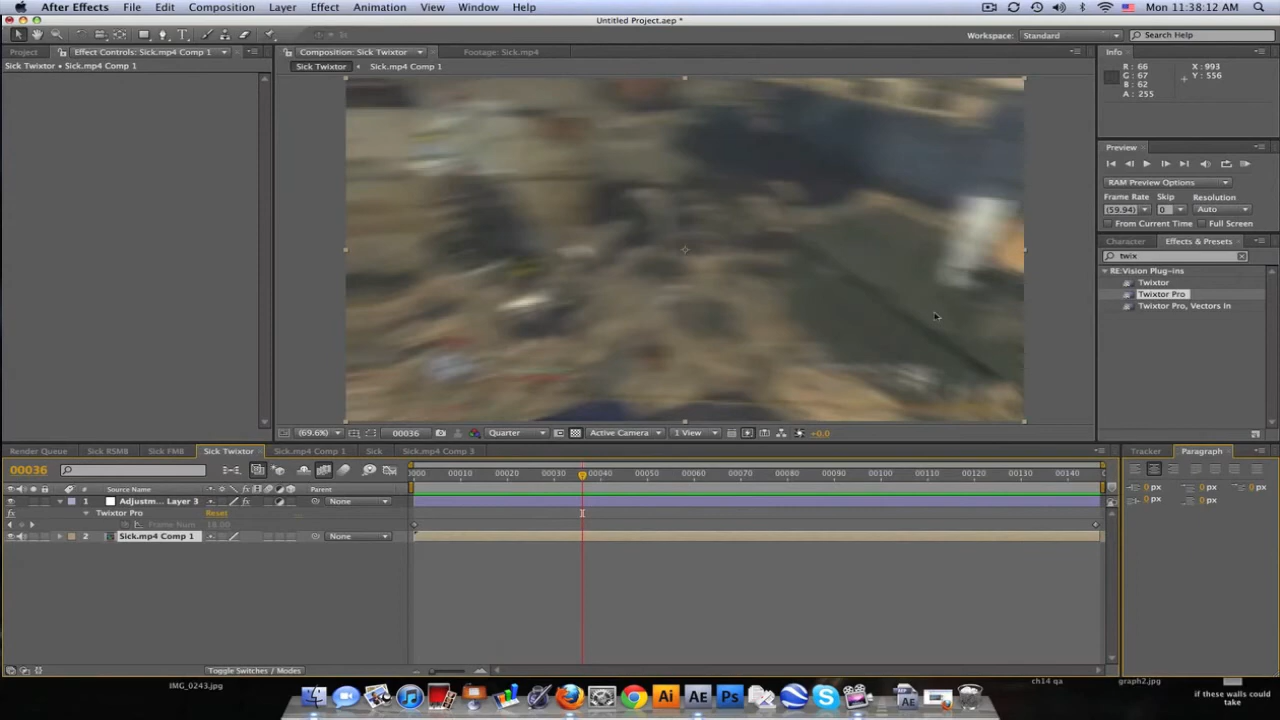 After Effects File Edit Composition Layer Effect Animation View Window Help Mon 11:38:12 AM
Untitled Project.aep *
Workspace: Standard Search Help
Project Effect Controls: Sick.mp4 Comp 1 Composition: Sick Twixtor Footage: Sick.mp4 Info
Sick Twixtor • Sick.mp4 Comp 1 Sick Twixtor Sick.mp4 Comp 1
R: 66 X: 993
G: 67 Y: 556
B: 62
A: 255
Preview
RAM Preview Options
Frame Rate Skip Resolution
(59.94) 0 Auto
From Current Time Full Screen
Character Effects & Presets
twix
RE:Vision Plug-ins
Twixtor
Twixtor Pro
Twixtor Pro, Vectors In
(69.6%) 00036 Quarter Active Camera 1 View +0.0
Render Queue Sick RSMB Sick FMB Sick Twixtor Sick.mp4 Comp 1 Sick Sick.mp4 Comp 3 Tracker Paragraph
00036 0000 00010 00020 00030 00040 00050 00060 00070 00080 00090 00100 00110 00120 00130 00140
# Source Name Parent
1 Adjustm... Layer 3 None
Twixtor Pro Reset
Frame Num 18.00
2 Sick.mp4 Comp 1 None
0 px 0 px 0 px
0 px 0 px
Toggle Switches / Modes
IMG_0243.jpg ch14 qa graph2.jpg if these walls could take
Ai AE Ps AE